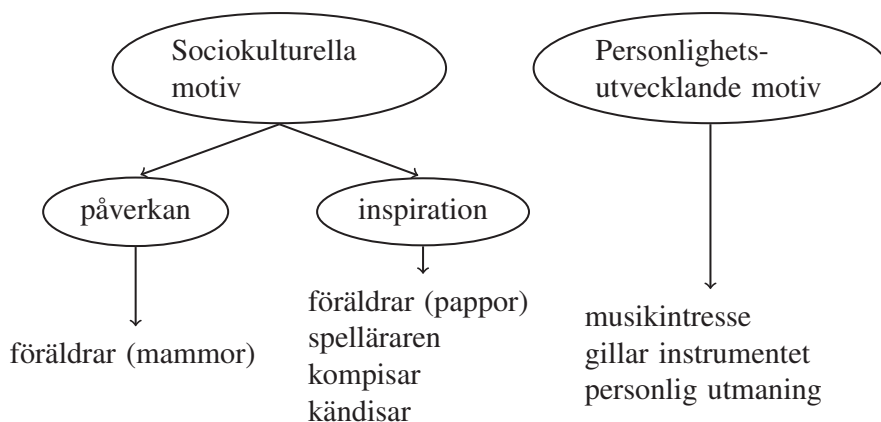 Sociokulturella
motiv
Personlighets-
utvecklande motiv
påverkan
inspiration
föräldrar (mammor)
föräldrar (pappor)
spelläraren
kompisar
kändisar
musikintresse
gillar instrumentet
personlig utmaning